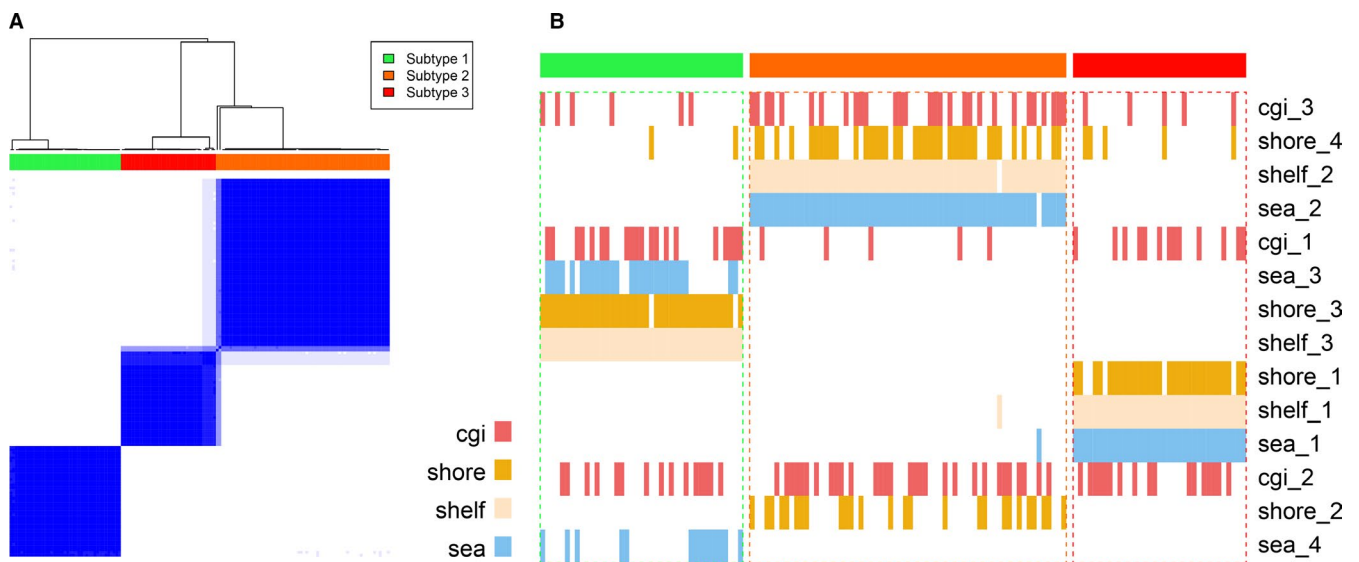 A
Subtype 1
Subtype 2
Subtype 3
cgi
shore
shelf
sea
B
cgi_3
shore_4
shelf_2
sea_2
cgi_1
sea_3
shore_3
shelf_3
shore_1
shelf_1
sea_1
cgi_2
shore_2
sea_4